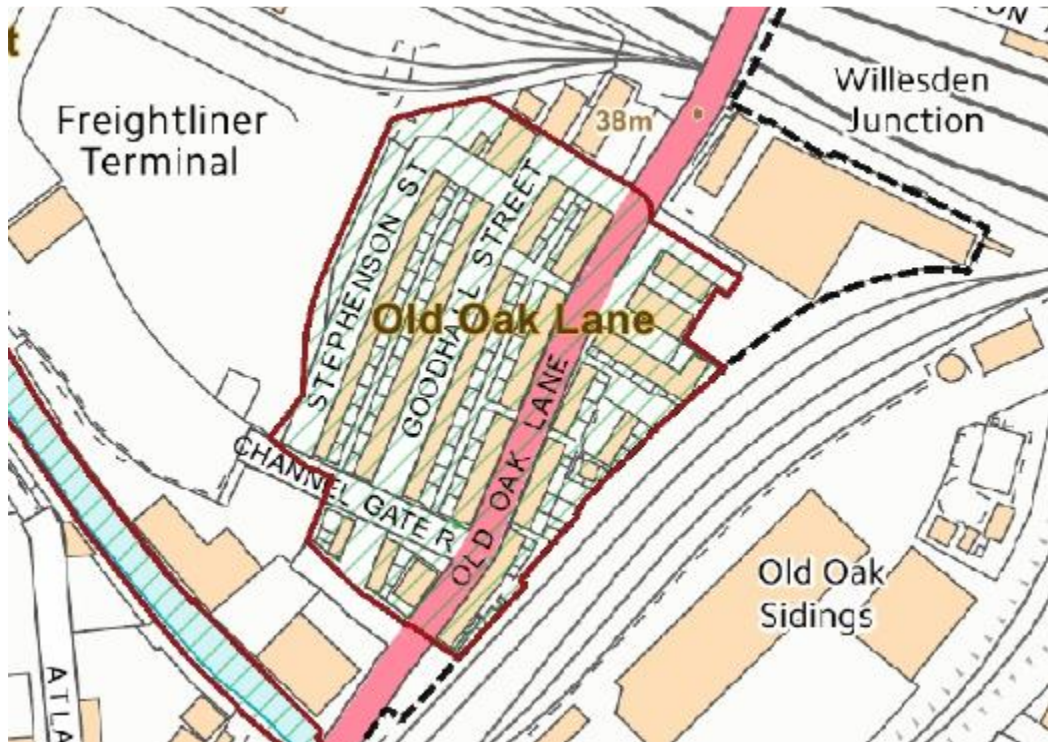 t
ON
Willesden
Junction
Freightliner
Terminal
38m
STEPHENSON ST
GOODHALL STREET
Old Oak Lane
OLD OAK LANE
CHANNEL GATE R
Old Oak
Sidings
ATLA